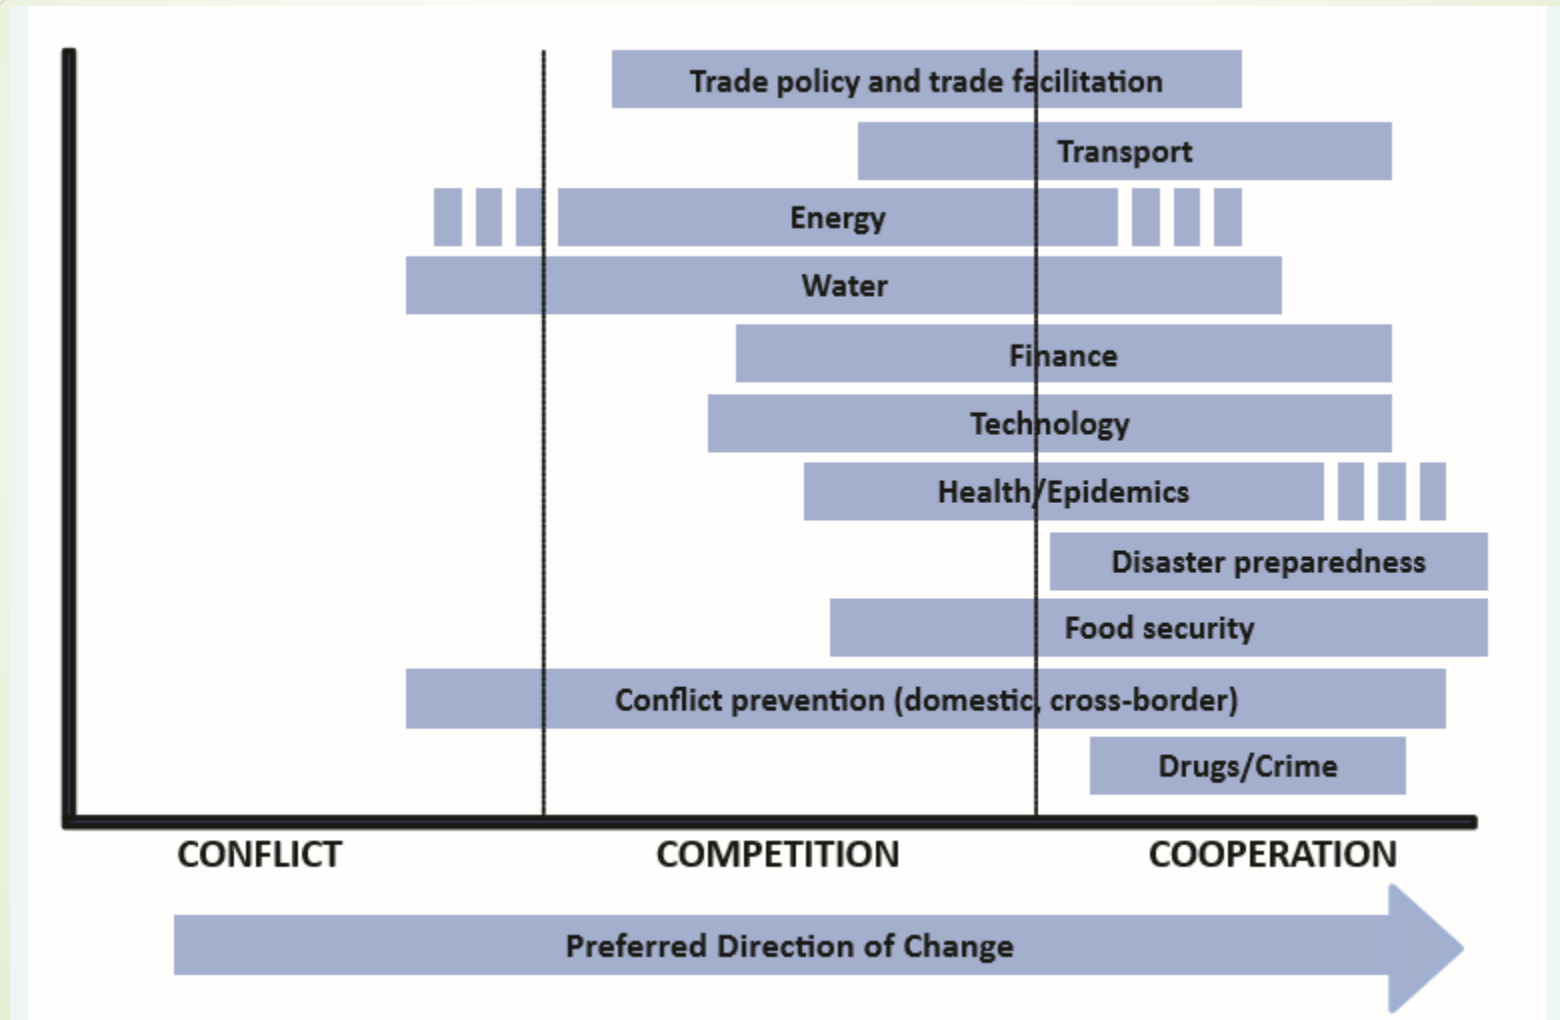 Trade policy and trade facilitation
Transport
Energy
Water
Finance
Technology
Health/Epidemics
Disaster preparedness
Food security
Conflict prevention (domestic, cross-border)
Drugs/Crime
CONFLICT COMPETITION COOPERATION
Preferred Direction of Change